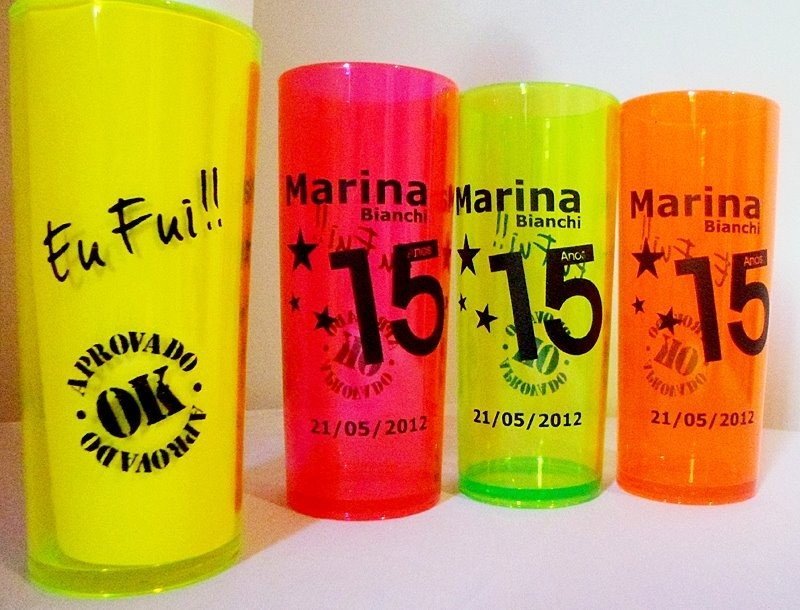 Eu Fui!!
APROVADO
OK
APROVADO
Marina
Bianchi
15
Anos
21/05/2012
Marina
Bianchi
15
Anos
21/05/2012
Marina
Bianchi
15
Anos
21/05/2012